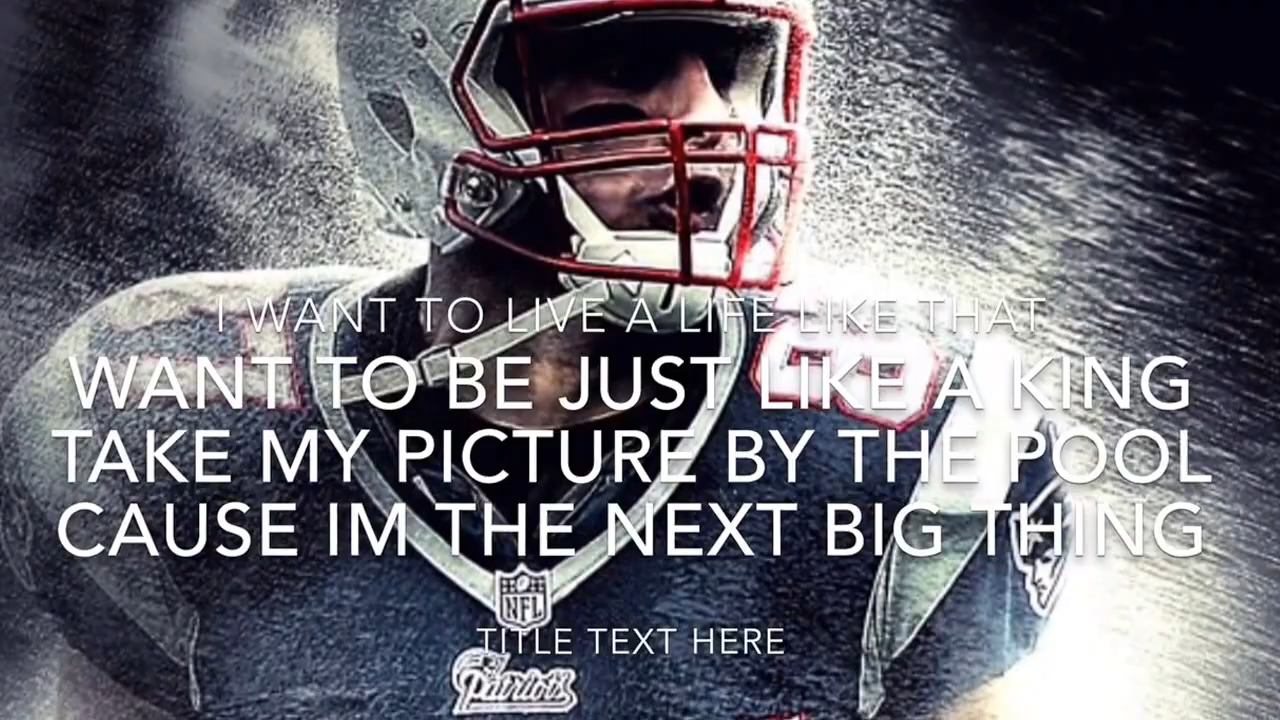 I WANT TO LIVE A LIFE LIKE THAT
WANT TO BE JUST LIKE A KING
TAKE MY PICTURE BY THE POOL
CAUSE IM THE NEXT BIG THING
NFL
TITLE TEXT HERE
Patriots